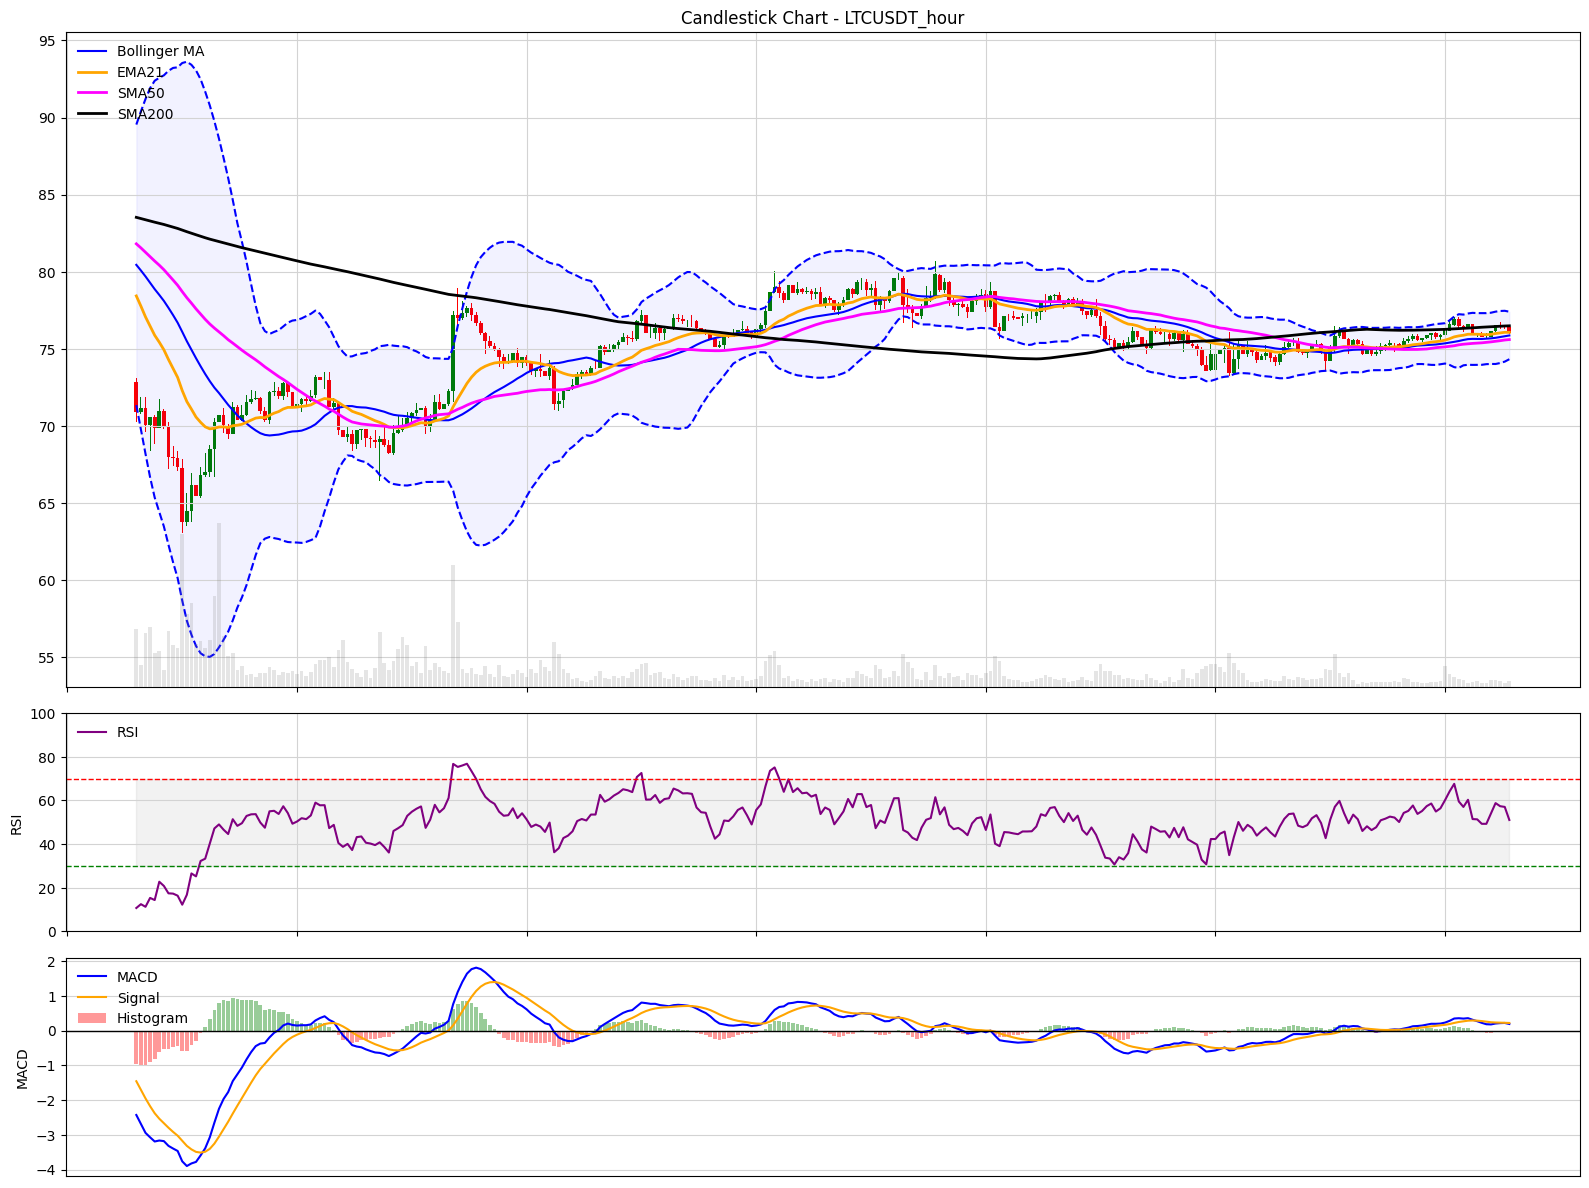 Candlestick Chart - LTCUSDT_hour
95
90
85
80
75
70
65
60
55
Bollinger MA
EMA21
SMA50
SMA200
100
80
60
40
20
0
RSI
RSI
2
1
0
−1
−2
−3
−4
MACD
MACD
Signal
Histogram